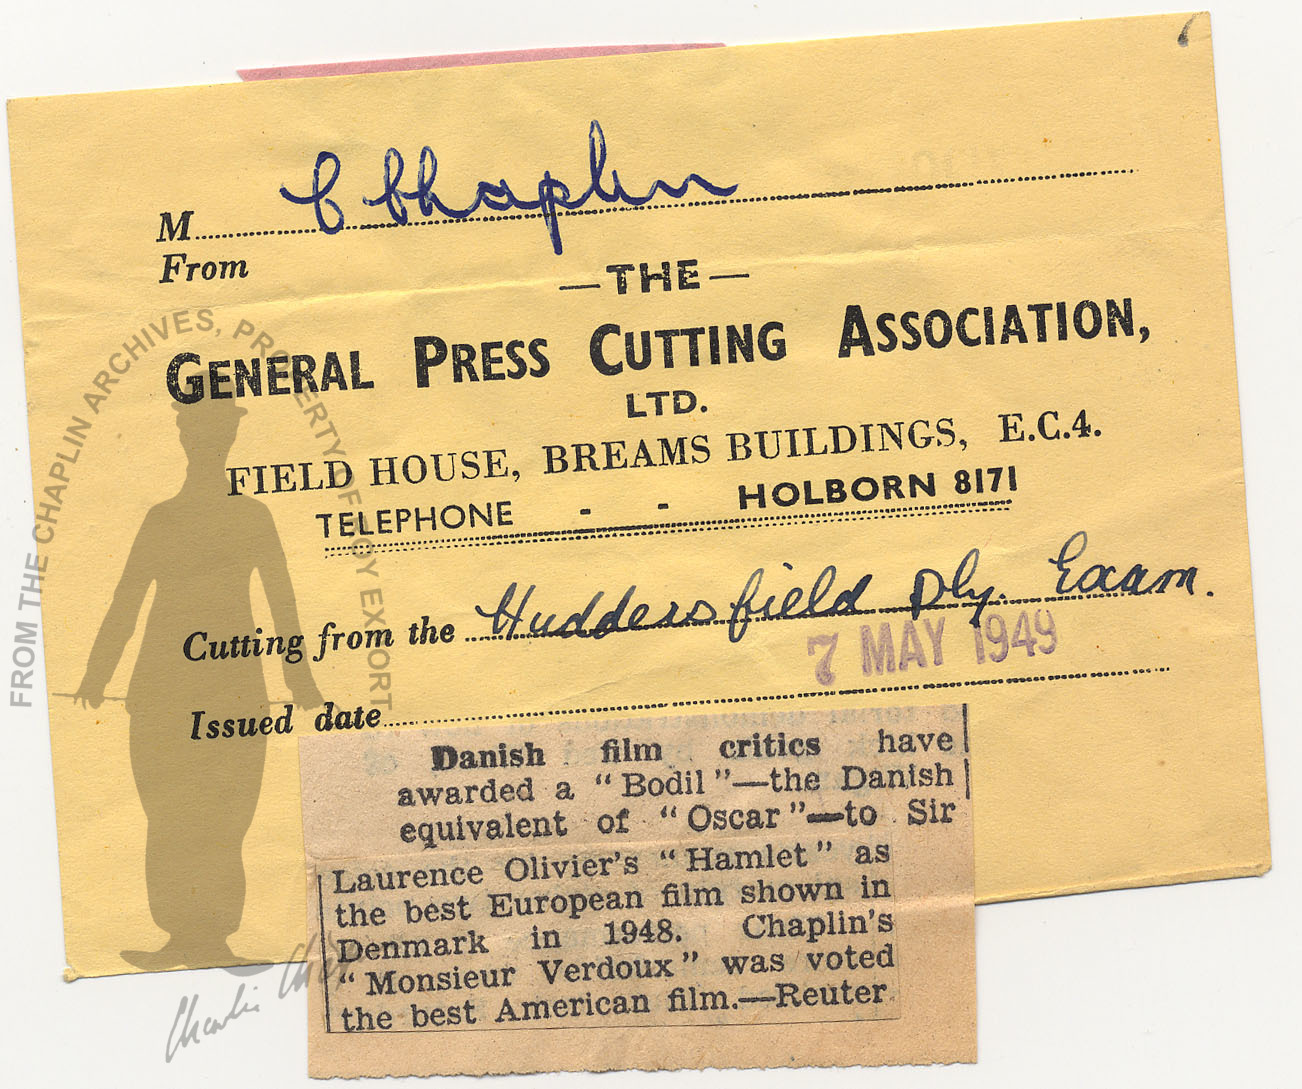 M C Chaplin
From
— THE —
GENERAL PRESS CUTTING ASSOCIATION,
LTD.
FIELD HOUSE, BREAMS BUILDINGS, E.C.4.
TELEPHONE - - HOLBORN 8171
Cutting from the Huddersfield Dly. Exam.
7 MAY 1949
Issued date
Danish film critics have
awarded a “Bodil”—the Danish
equivalent of “Oscar”—to Sir
Laurence Olivier's “Hamlet” as
the best European film shown in
Denmark in 1948. Chaplin's
“Monsieur Verdoux” was voted
the best American film.—Reuter
FROM THE CHAPLIN ARCHIVES, PROPERTY OF ROY EXPORT
Charlie Chaplin